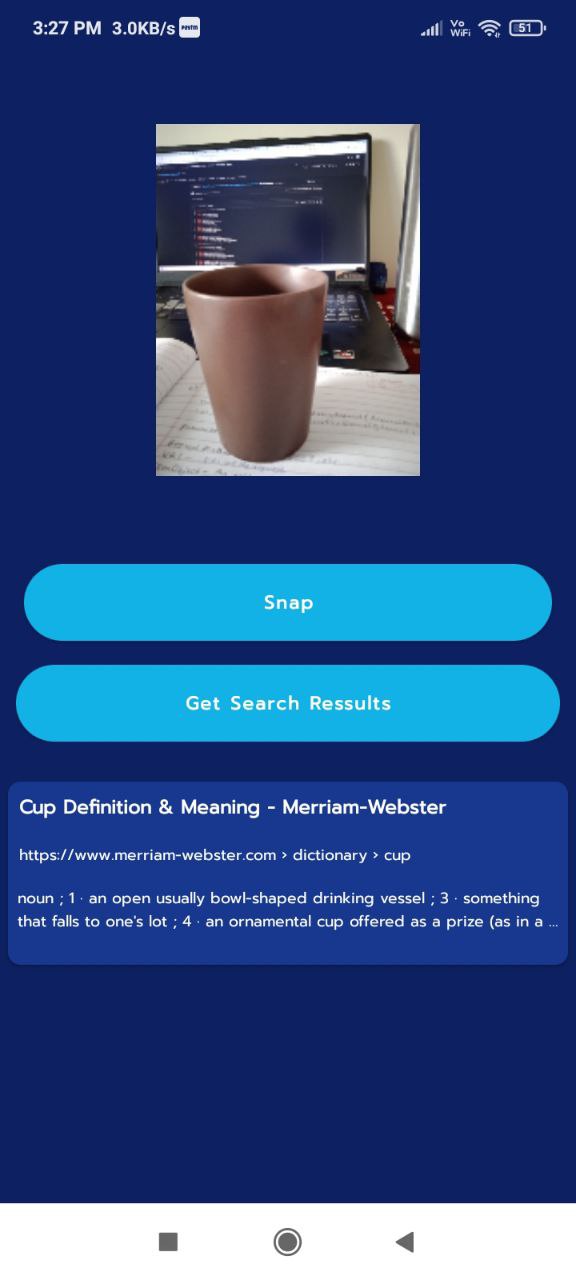 3:27 PM 3.0KB/s Paytm Vo WiFi 51
Snap
Get Search Ressults
Cup Definition & Meaning - Merriam-Webster
https://www.merriam-webster.com › dictionary › cup
noun ; 1 · an open usually bowl-shaped drinking vessel ; 3 · something
that falls to one's lot ; 4 · an ornamental cup offered as a prize (as in a ...